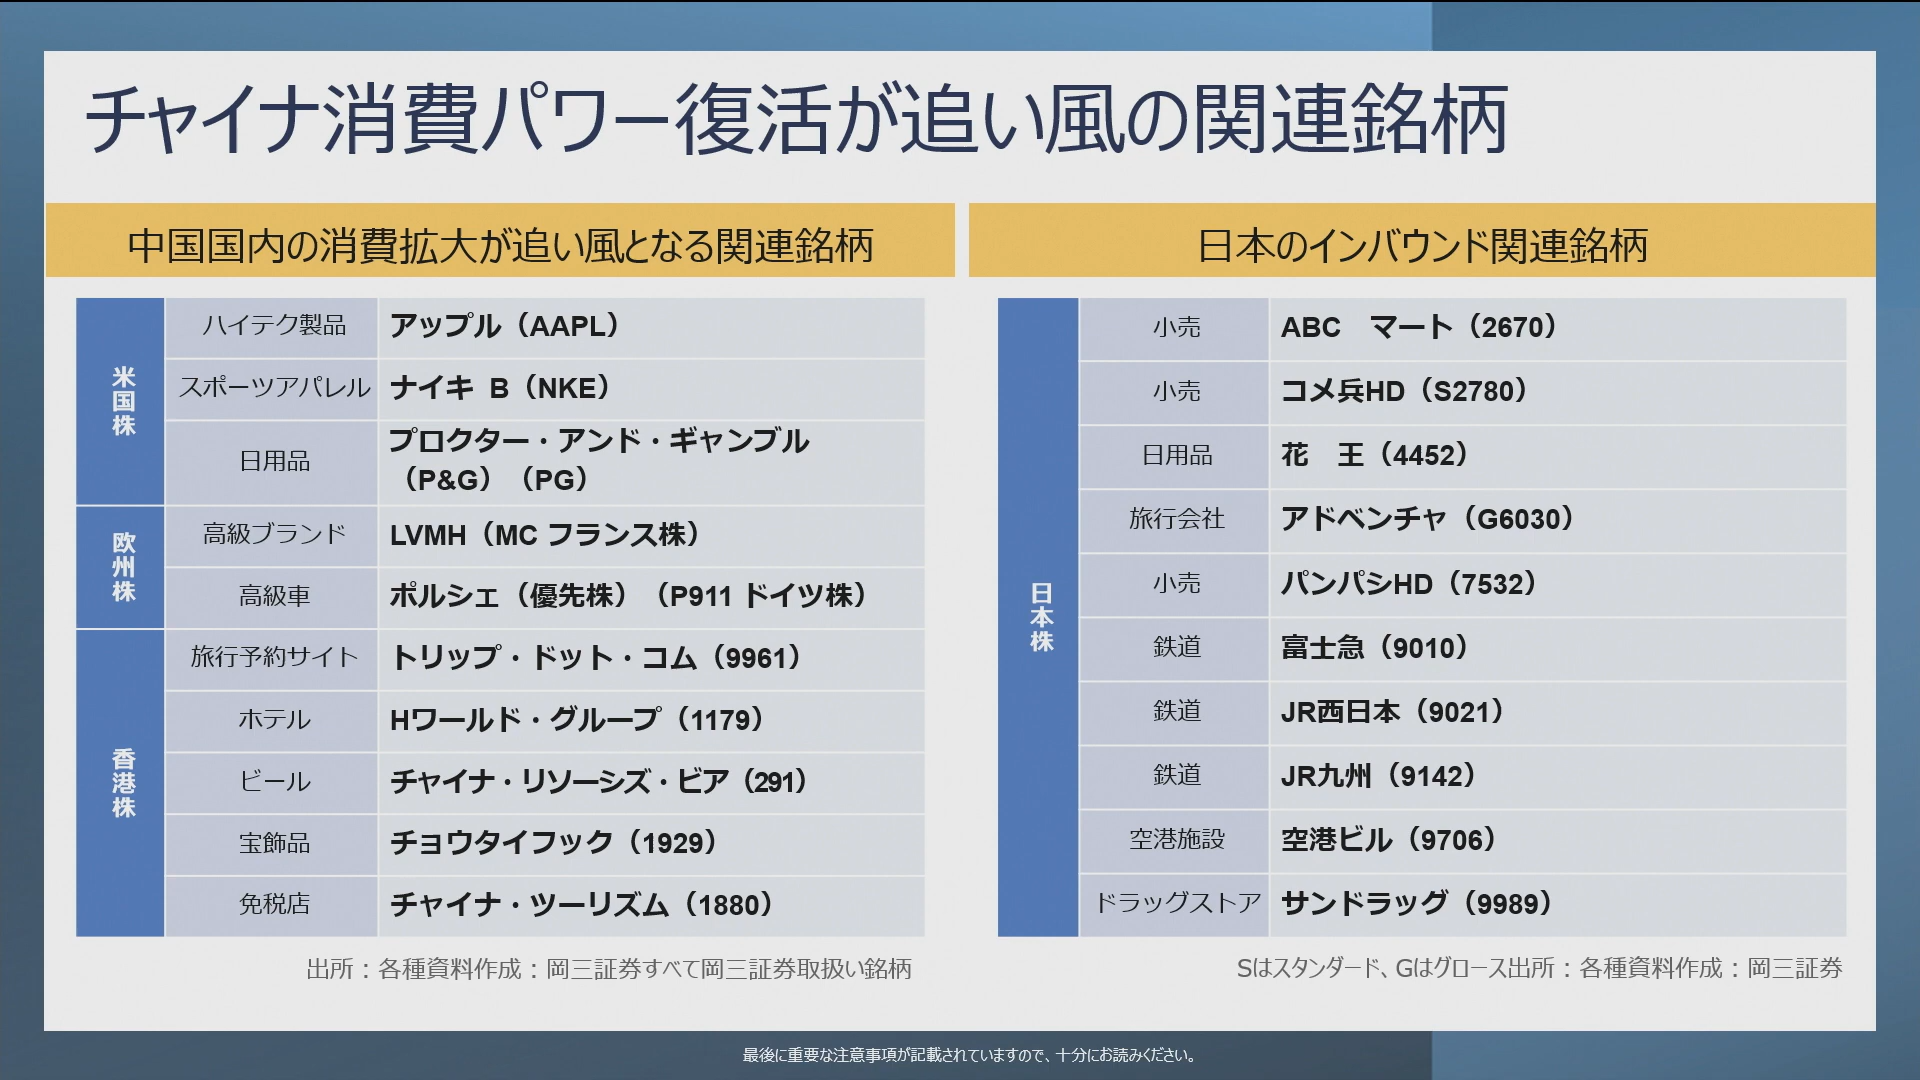 チャイナ消費パワー復活が追い風の関連銘柄
中国国内の消費拡大が追い風となる関連銘柄
米国株
ハイテク製品 アップル（AAPL）
スポーツアパレル ナイキ B（NKE）
日用品 プロクター・アンド・ギャンブル
（P&G）（PG）
欧州株
高級ブランド LVMH（MC フランス株）
高級車 ポルシェ（優先株）（P911 ドイツ株）
香港株
旅行予約サイト トリップ・ドット・コム（9961）
ホテル Hワールド・グループ（1179）
ビール チャイナ・リソーシズ・ビア（291）
宝飾品 チョウタイフック（1929）
免税店 チャイナ・ツーリズム（1880）
出所：各種資料作成：岡三証券すべて岡三証券取扱い銘柄
日本のインバウンド関連銘柄
日本株
小売 ABC　マート（2670）
小売 コメ兵HD（S2780）
日用品 花　王（4452）
旅行会社 アドベンチャ（G6030）
小売 パンパシHD（7532）
鉄道 富士急（9010）
鉄道 JR西日本（9021）
鉄道 JR九州（9142）
空港施設 空港ビル（9706）
ドラッグストア サンドラッグ（9989）
Sはスタンダード、Gはグロース出所：各種資料作成：岡三証券
最後に重要な注意事項が記載されていますので、十分にお読みください。